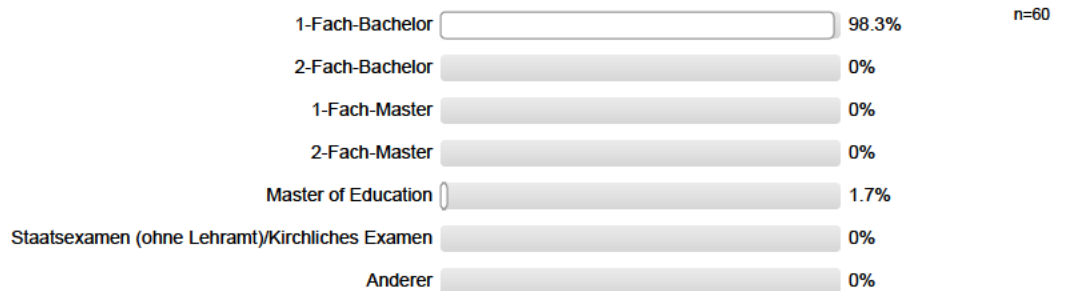 1-Fach-Bachelor 98.3% n=60
2-Fach-Bachelor 0%
1-Fach-Master 0%
2-Fach-Master 0%
Master of Education 1.7%
Staatsexamen (ohne Lehramt)/Kirchliches Examen 0%
Anderer 0%